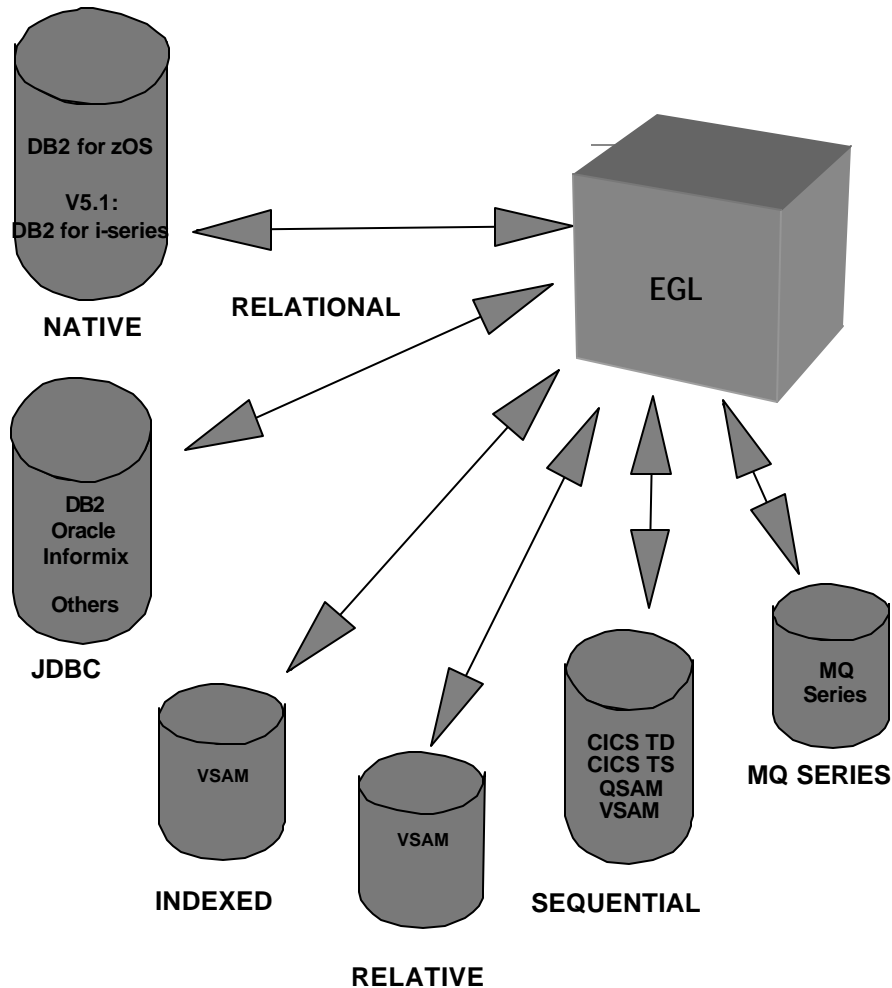 DB2 for zOS
V5.1:
DB2 for i-series
NATIVE
RELATIONAL
EGL
DB2
Oracle
Informix
Others
JDBC
VSAM
INDEXED
VSAM
RELATIVE
CICS TD
CICS TS
QSAM
VSAM
SEQUENTIAL
MQ
Series
MQ SERIES